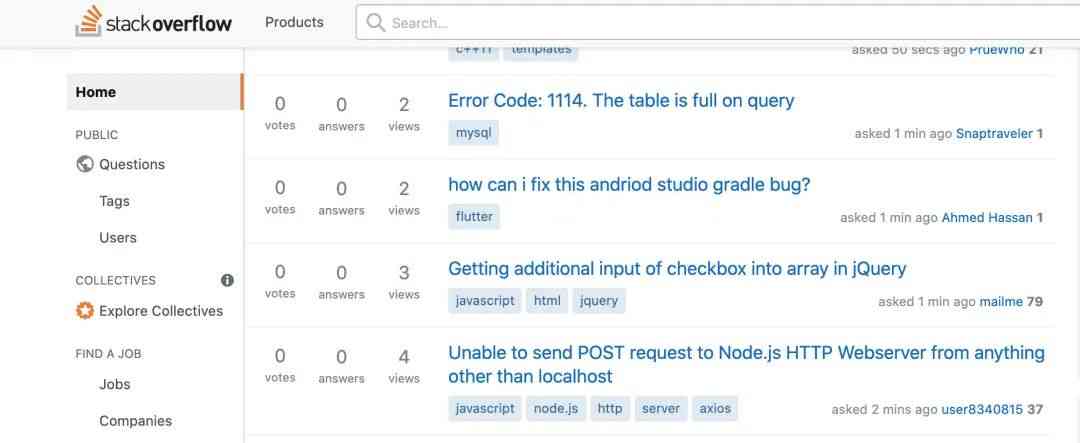 stackoverflow
Products
Search...
c++11 templates
asked 50 secs ago PrueWho 21
Home
PUBLIC
Questions
Tags
Users
COLLECTIVES
Explore Collectives
FIND A JOB
Jobs
Companies
0 votes 0 answers 2 views
Error Code: 1114. The table is full on query
mysql
asked 1 min ago Snaptraveler 1
0 votes 0 answers 2 views
how can i fix this andriod studio gradle bug?
flutter
asked 1 min ago Ahmed Hassan 1
0 votes 0 answers 3 views
Getting additional input of checkbox into array in jQuery
javascript html jquery
asked 1 min ago mailme 79
0 votes 0 answers 4 views
Unable to send POST request to Node.js HTTP Webserver from anything
other than localhost
javascript node.js http server axios
asked 2 mins ago user8340815 37